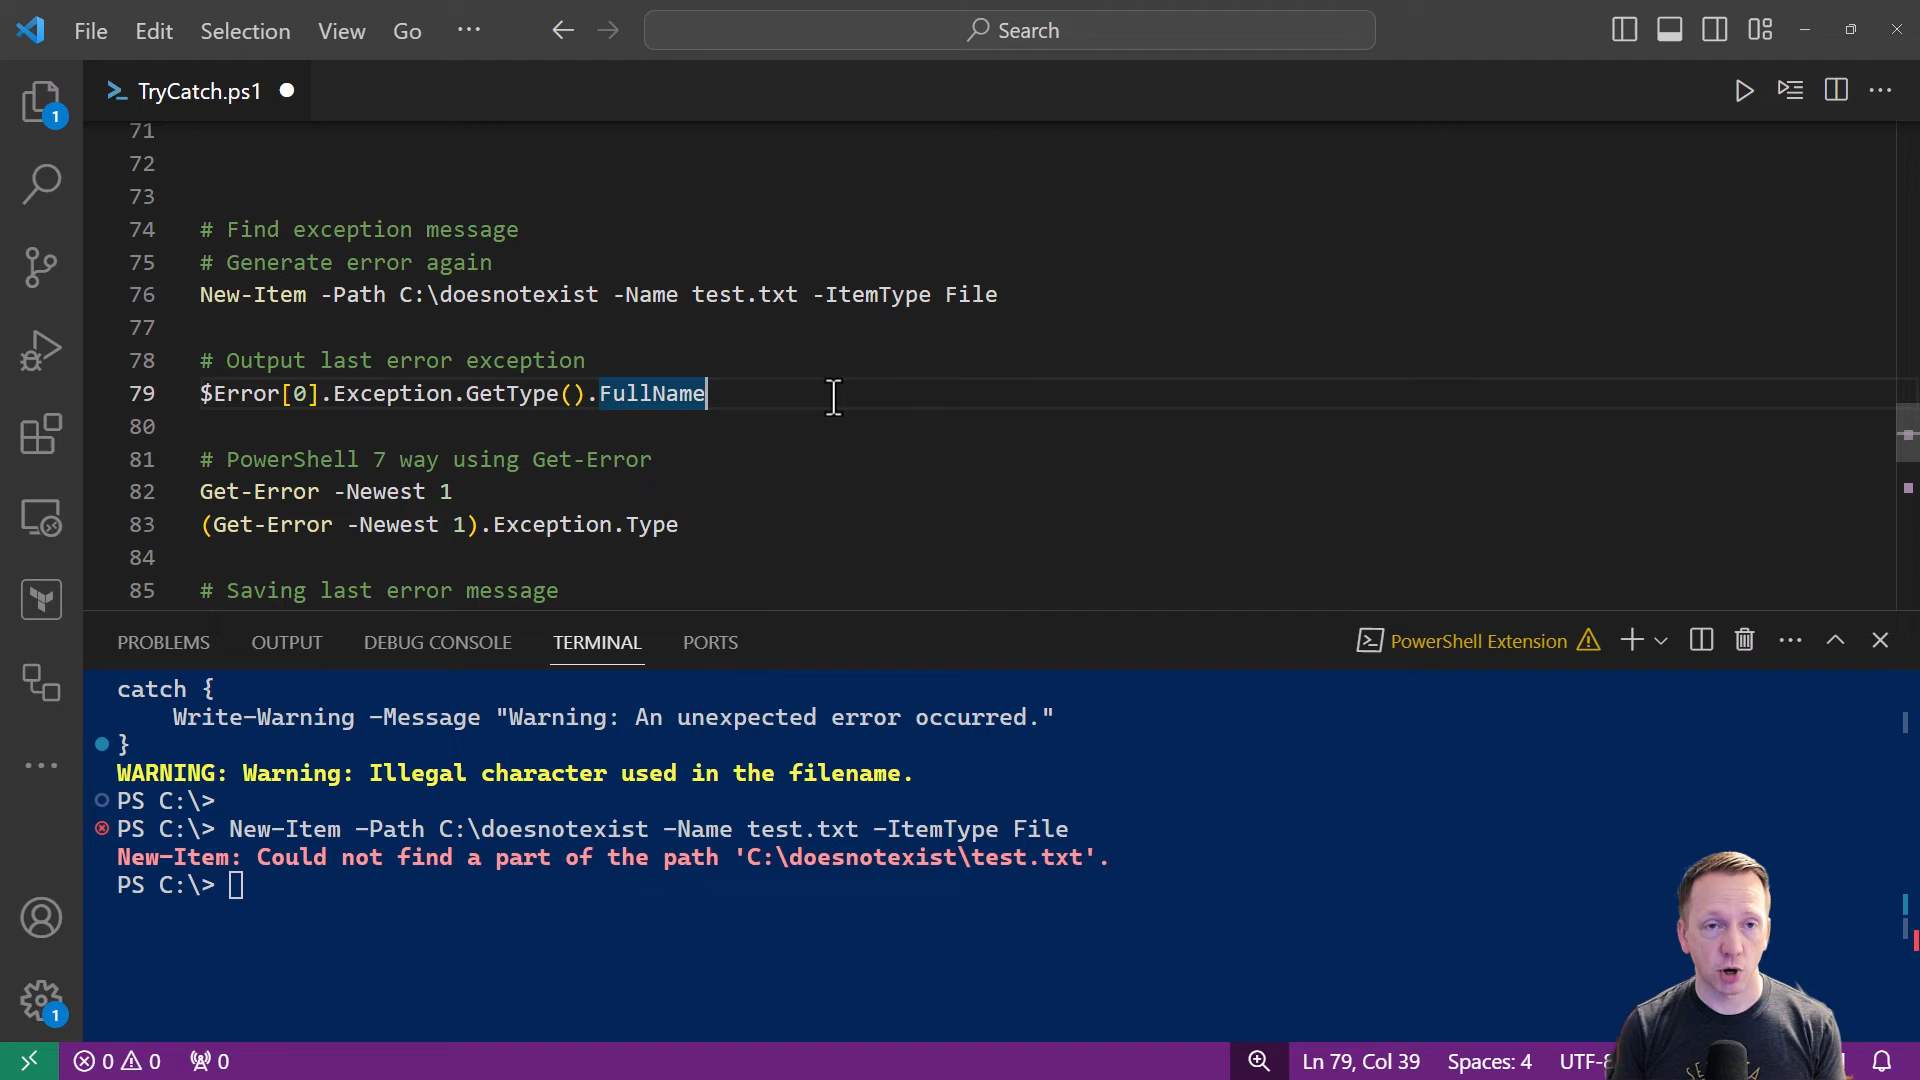 File Edit Selection View Go ··· Search
TryCatch.ps1
71
72
73
74 # Find exception message
75 # Generate error again
76 New-Item -Path C:\doesnotexist -Name test.txt -ItemType File
77
78 # Output last error exception
79 $Error[0].Exception.GetType().FullName
80
81 # PowerShell 7 way using Get-Error
82 Get-Error -Newest 1
83 (Get-Error -Newest 1).Exception.Type
84
85 # Saving last error message
PROBLEMS OUTPUT DEBUG CONSOLE TERMINAL PORTS PowerShell Extension
catch {
Write-Warning -Message "Warning: An unexpected error occurred."
}
WARNING: Warning: Illegal character used in the filename.
PS C:\>
PS C:\> New-Item -Path C:\doesnotexist -Name test.txt -ItemType File
New-Item: Could not find a part of the path 'C:\doesnotexist\test.txt'.
PS C:\>
1
1
0 0 0 Ln 79, Col 39 Spaces: 4